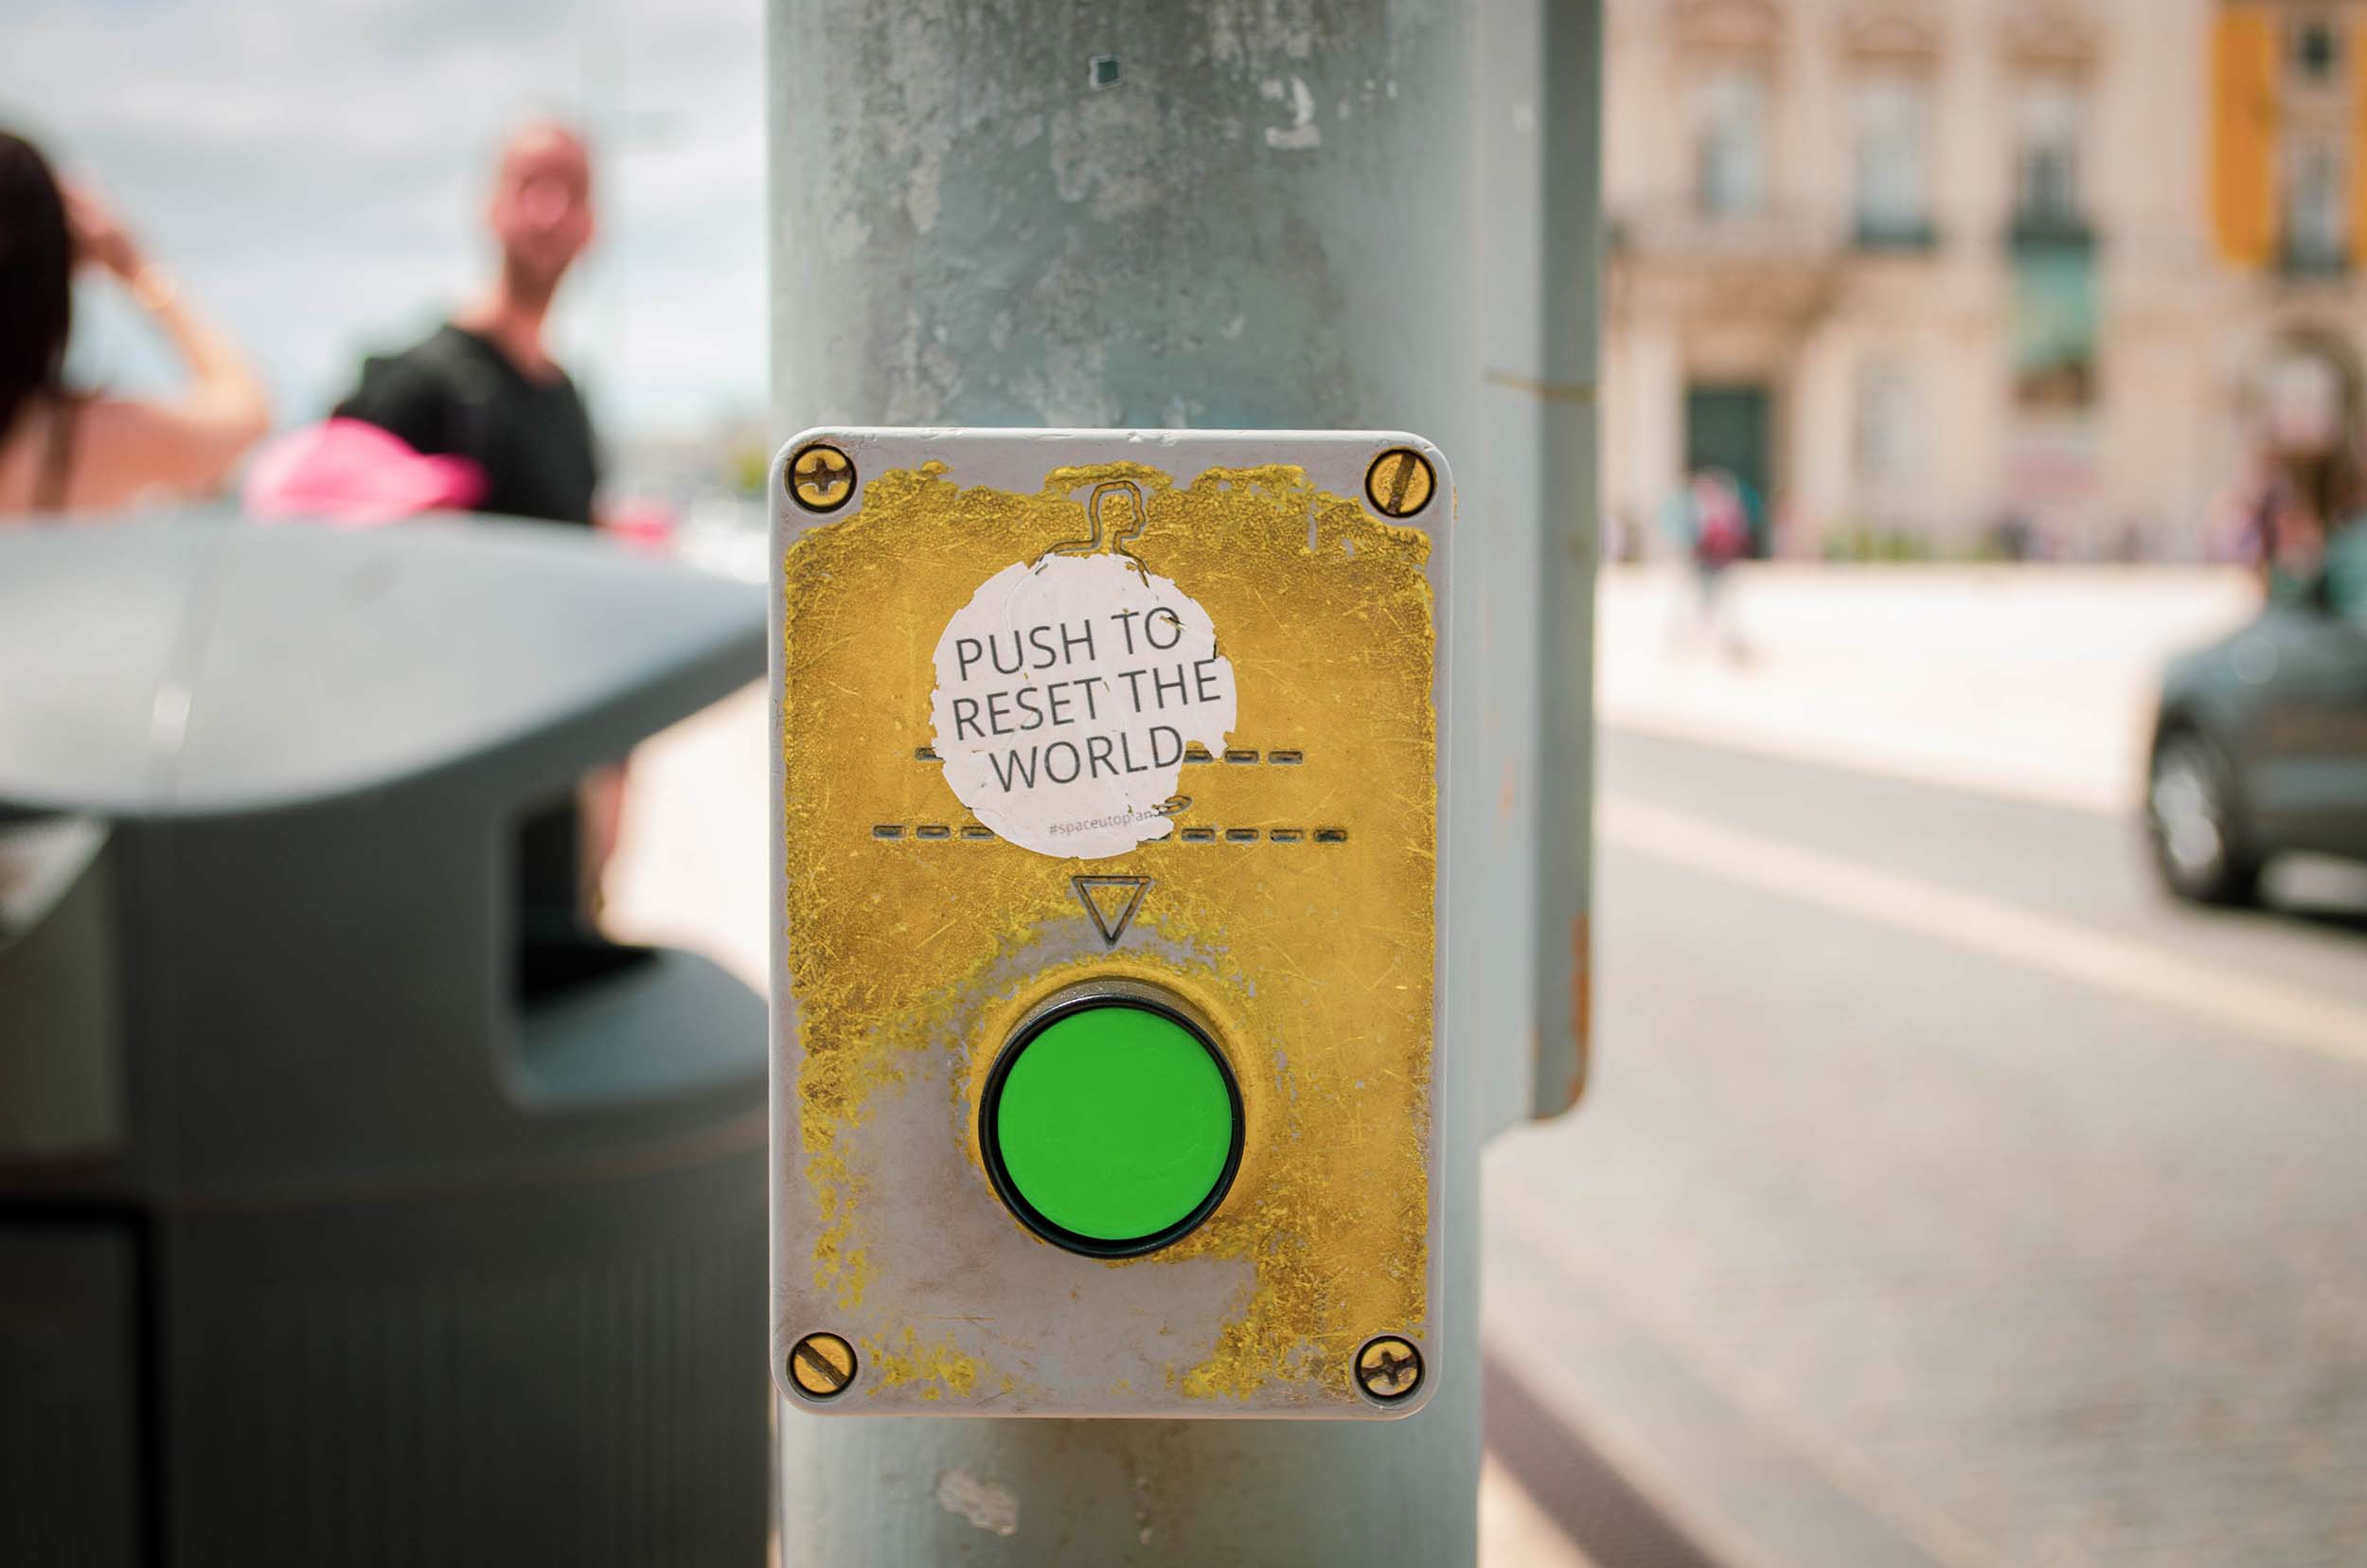 PUSH TO
RESET THE
WORLD